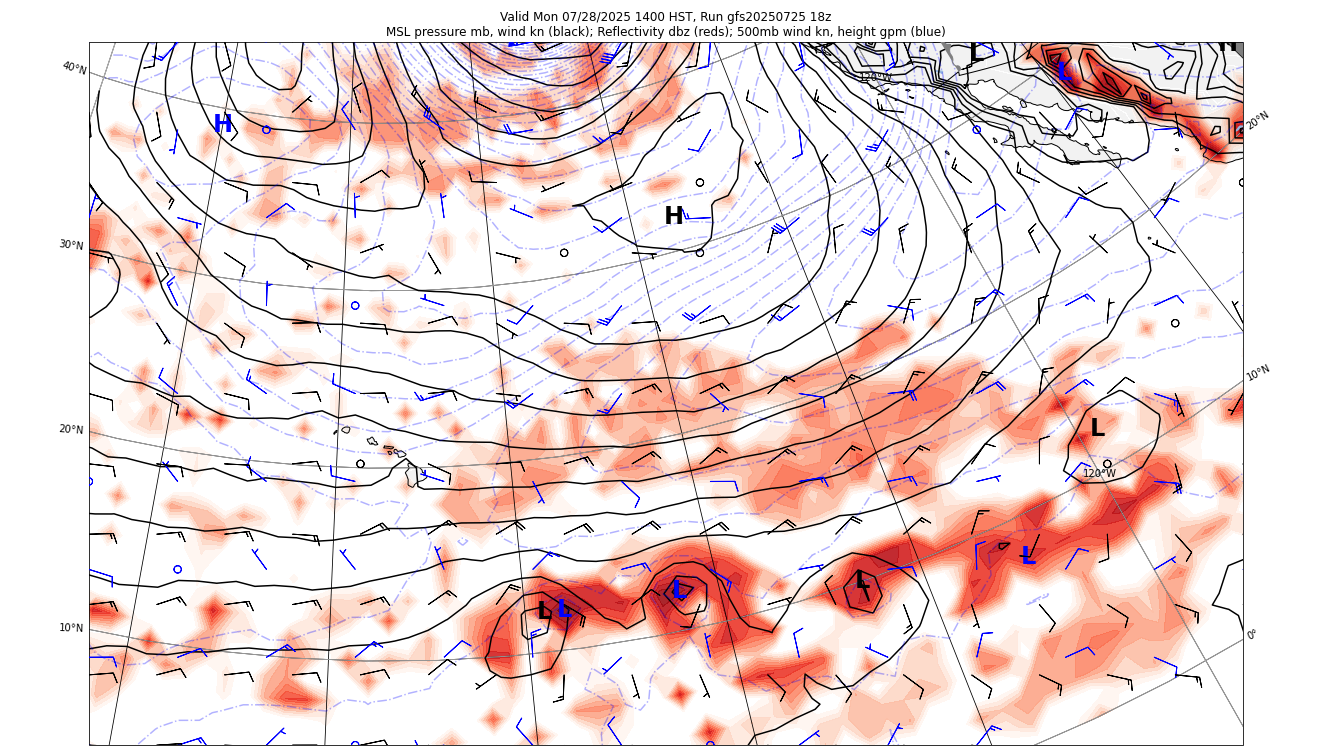 Valid Mon 07/28/2025 1400 HST, Run gfs20250725 18z
MSL pressure mb, wind kn (black); Reflectivity dbz (reds); 500mb wind kn, height gpm (blue)
L
H
40°N
L
120°W
H
20°N
H
30°N
10°N
20°N
L
120°W
L
L
L
L L
10°N
0°